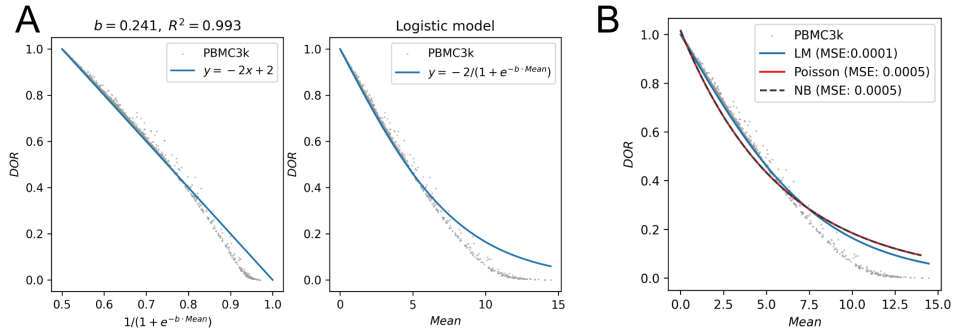 A
b = 0.241, R² = 0.993
PBMC3k
y = −2x + 2
DOR
1.0
0.8
0.6
0.4
0.2
0.0
0.5 0.6 0.7 0.8 0.9 1.0
1/(1 + e^{−b · Mean})
Logistic model
PBMC3k
y = −2/(1 + e^{−b · Mean})
DOR
1.0
0.8
0.6
0.4
0.2
0.0
0 5 10 15
Mean
B
PBMC3k
LM (MSE:0.0001)
Poisson (MSE: 0.0005)
NB (MSE: 0.0005)
DOR
1.0
0.8
0.6
0.4
0.2
0.0
0.0 2.5 5.0 7.5 10.0 12.5 15.0
Mean